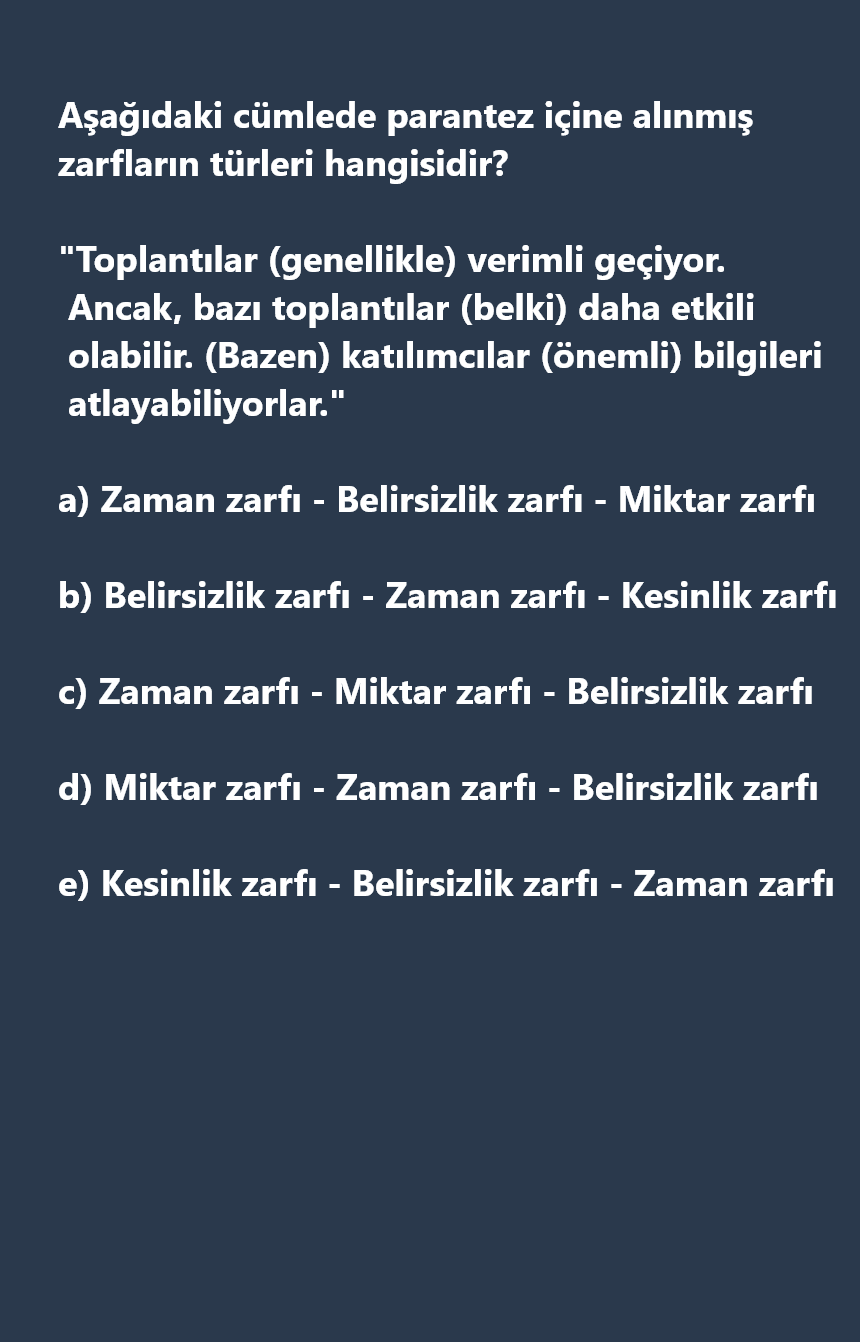 Aşağıdaki cümlede parantez içine alınmış
zarfların türleri hangisidir?
"Toplantılar (genellikle) verimli geçiyor.
Ancak, bazı toplantılar (belki) daha etkili
olabilir. (Bazen) katılımcılar (önemli) bilgileri
atlayabiliyorlar."
a) Zaman zarfı - Belirsizlik zarfı - Miktar zarfı
b) Belirsizlik zarfı - Zaman zarfı - Kesinlik zarfı
c) Zaman zarfı - Miktar zarfı - Belirsizlik zarfı
d) Miktar zarfı - Zaman zarfı - Belirsizlik zarfı
e) Kesinlik zarfı - Belirsizlik zarfı - Zaman zarfı